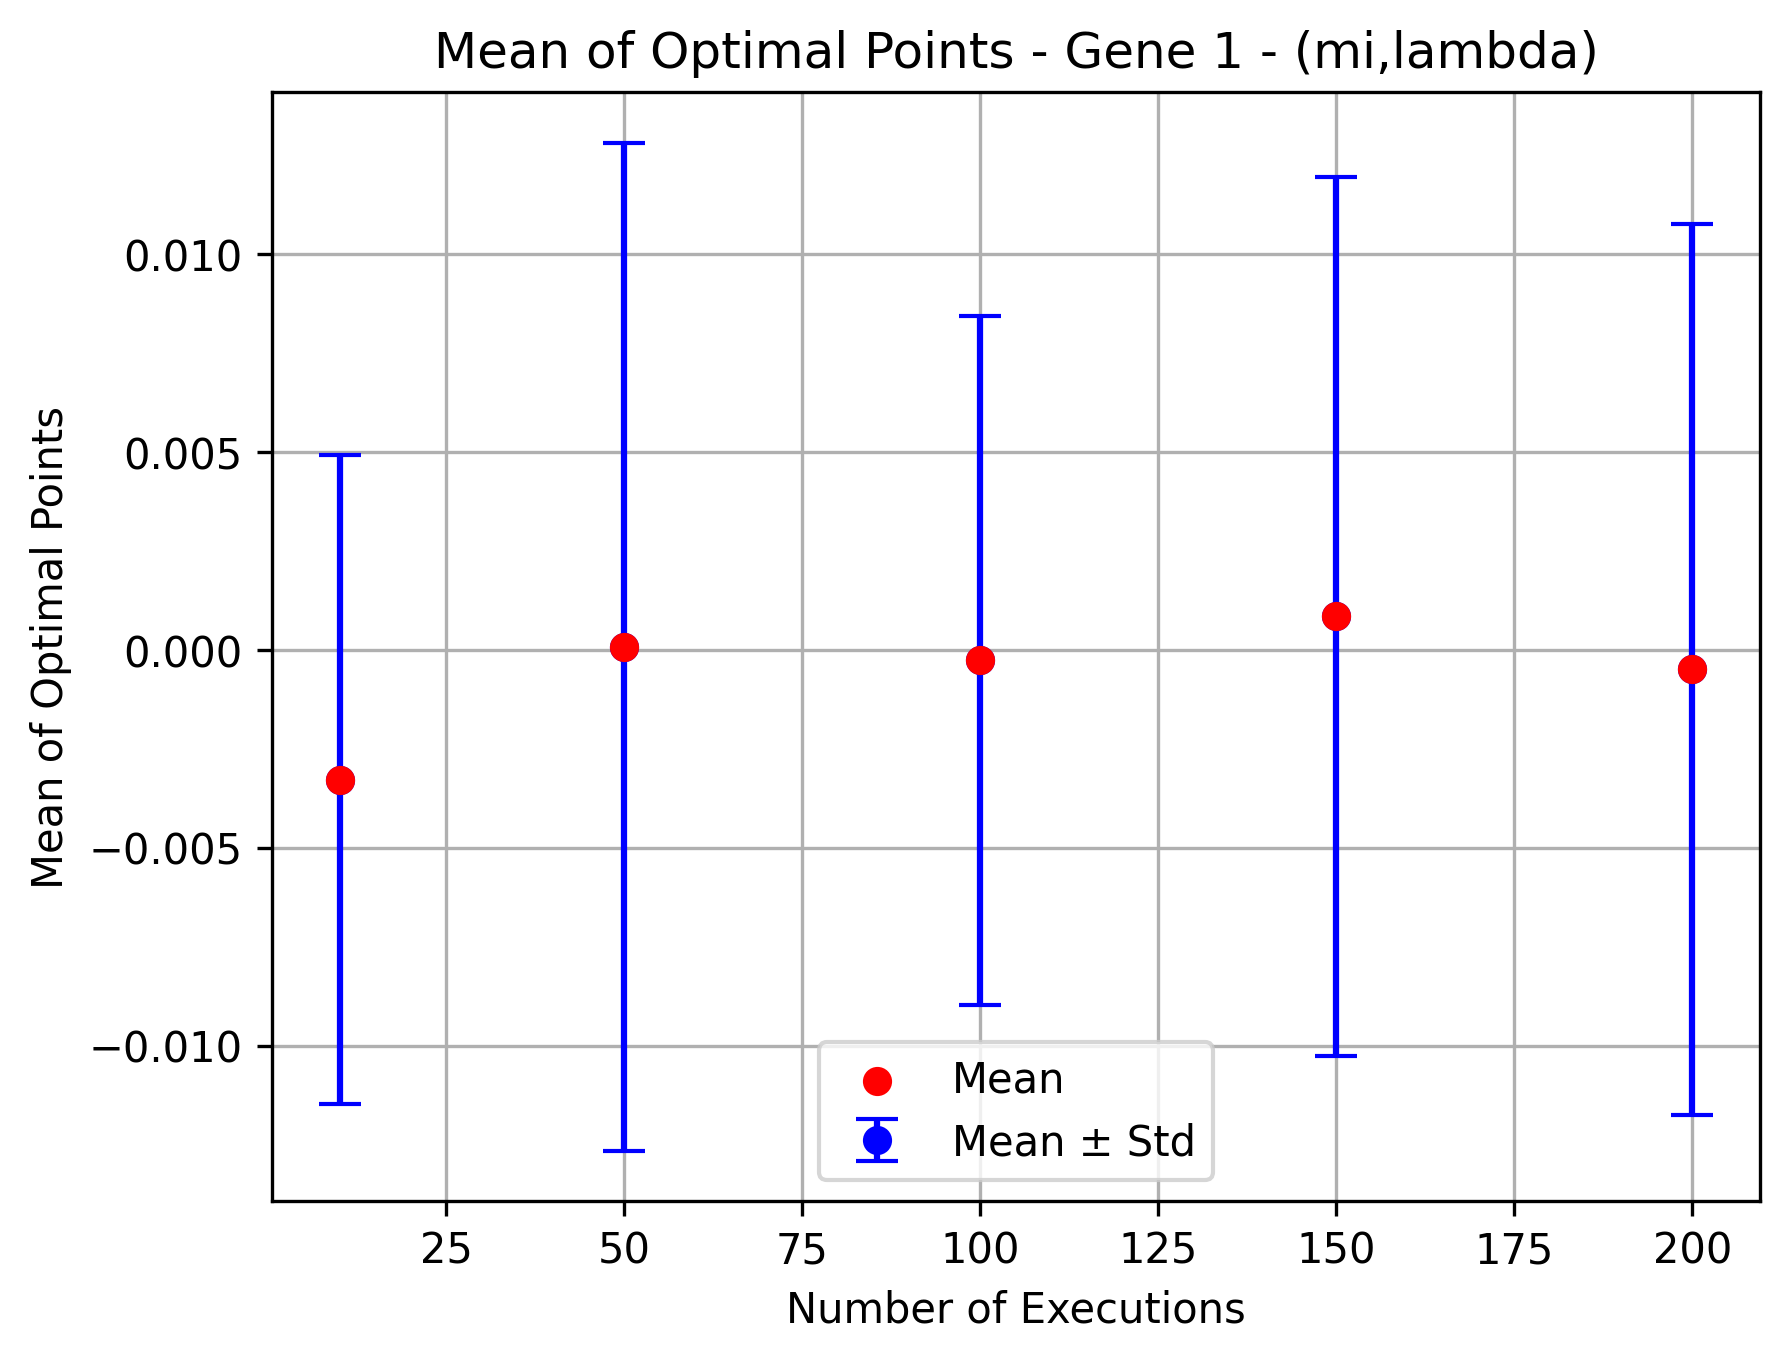 Mean of Optimal Points - Gene 1 - (mi,lambda)
Mean of Optimal Points
0.010
0.005
0.000
−0.005
−0.010
Mean
Mean ± Std
25 50 75 100 125 150 175 200
Number of Executions